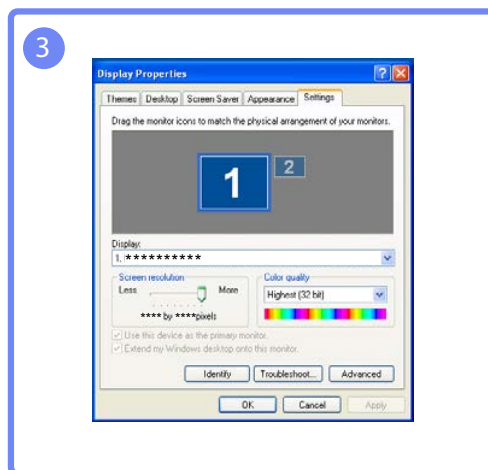 3
Display Properties
Themes Desktop Screen Saver Appearance Settings
Drag the monitor icons to match the physical arrangement of your monitors.
1 2
Display:
1. **********
Screen resolution
Less More
**** by ****pixels
Color quality
Highest (32 bit)
Use this device as the primary monitor.
Extend my Windows desktop onto this monitor.
Identify Troubleshoot... Advanced
OK Cancel Apply